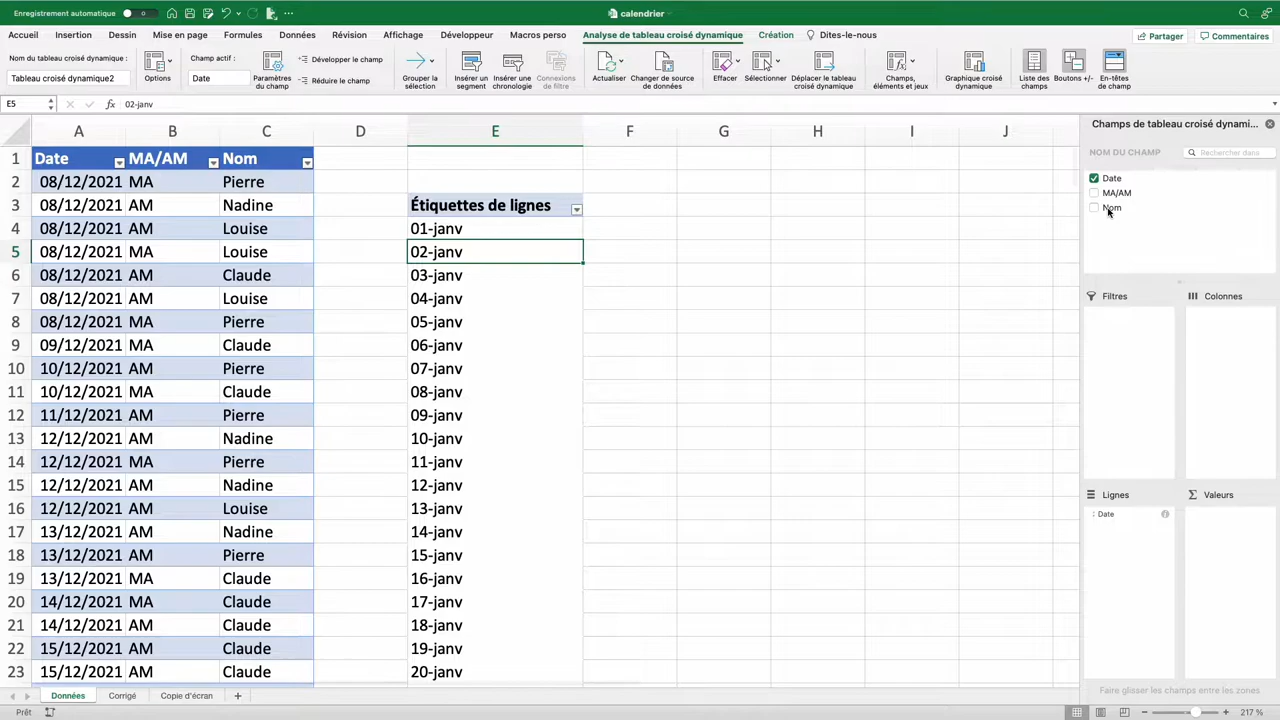 Enregistrement automatique
calendrier
Accueil Insertion Dessin Mise en page Formules Données Révision Affichage Développeur Macros perso Analyse de tableau croisé dynamique Création Dites-le-nous Partager Commentaires
Nom du tableau croisé dynamique :
Tableau croisé dynamique2
Options
Champ actif :
Date
Paramètres du champ
Développer le champ
Réduire le champ
Grouper la sélection
Insérer un segment
Insérer une chronologie
Connexions de filtre
Actualiser
Changer de source de données
Effacer
Sélectionner
Déplacer le tableau croisé dynamique
Champs, éléments et jeux
Graphique croisé dynamique
Liste des champs
Boutons +/-
En-têtes de champ
E5 fx 02-janv
A B C D E F G H I J
1 Date MA/AM Nom
2 08/12/2021 MA Pierre
3 08/12/2021 AM Nadine Étiquettes de lignes
4 08/12/2021 AM Louise 01-janv
5 08/12/2021 MA Louise 02-janv
6 08/12/2021 AM Claude 03-janv
7 08/12/2021 AM Louise 04-janv
8 08/12/2021 MA Pierre 05-janv
9 09/12/2021 MA Claude 06-janv
10 10/12/2021 AM Pierre 07-janv
11 10/12/2021 MA Claude 08-janv
12 11/12/2021 AM Pierre 09-janv
13 12/12/2021 AM Nadine 10-janv
14 12/12/2021 MA Pierre 11-janv
15 12/12/2021 AM Nadine 12-janv
16 12/12/2021 AM Louise 13-janv
17 13/12/2021 AM Nadine 14-janv
18 13/12/2021 AM Pierre 15-janv
19 13/12/2021 MA Claude 16-janv
20 14/12/2021 MA Claude 17-janv
21 14/12/2021 AM Claude 18-janv
22 15/12/2021 AM Claude 19-janv
23 15/12/2021 AM Claude 20-janv
Champs de tableau croisé dynami...
NOM DU CHAMP Rechercher dans
Date
MA/AM
Nom
Filtres Colonnes
Lignes Valeurs
Date
Faire glisser les champs entre les zones
Données Corrigé Copie d'écran +
Prêt 217 %